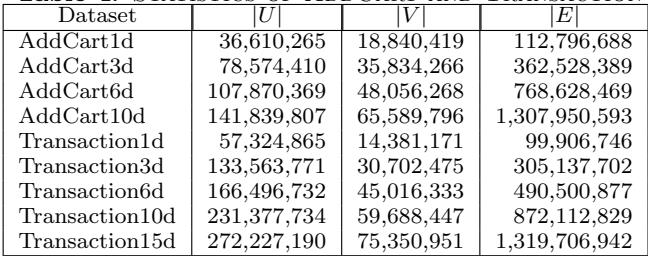 Dataset |U| |V| |E|
AddCart1d 36,610,265 18,840,419 112,796,688
AddCart3d 78,574,410 35,834,266 362,528,389
AddCart6d 107,870,369 48,056,268 768,628,469
AddCart10d 141,839,807 65,589,796 1,307,950,593
Transaction1d 57,324,865 14,381,171 99,906,746
Transaction3d 133,563,771 30,702,475 305,137,702
Transaction6d 166,496,732 45,016,333 490,500,877
Transaction10d 231,377,734 59,688,447 872,112,829
Transaction15d 272,227,190 75,350,951 1,319,706,942